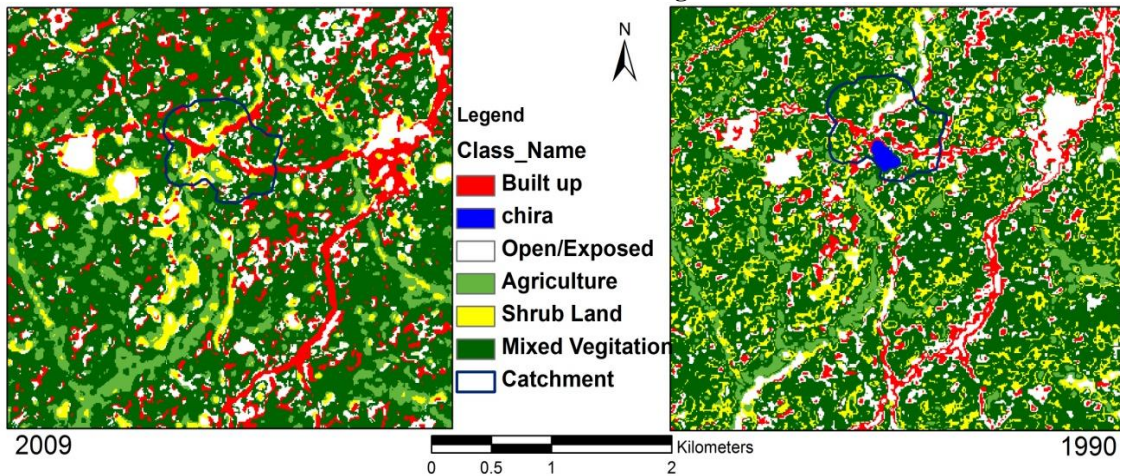 N
Legend
Class_Name
Built up
chira
Open/Exposed
Agriculture
Shrub Land
Mixed Vegitation
Catchment
2009
Kilometers
1990
0 0.5 1 2